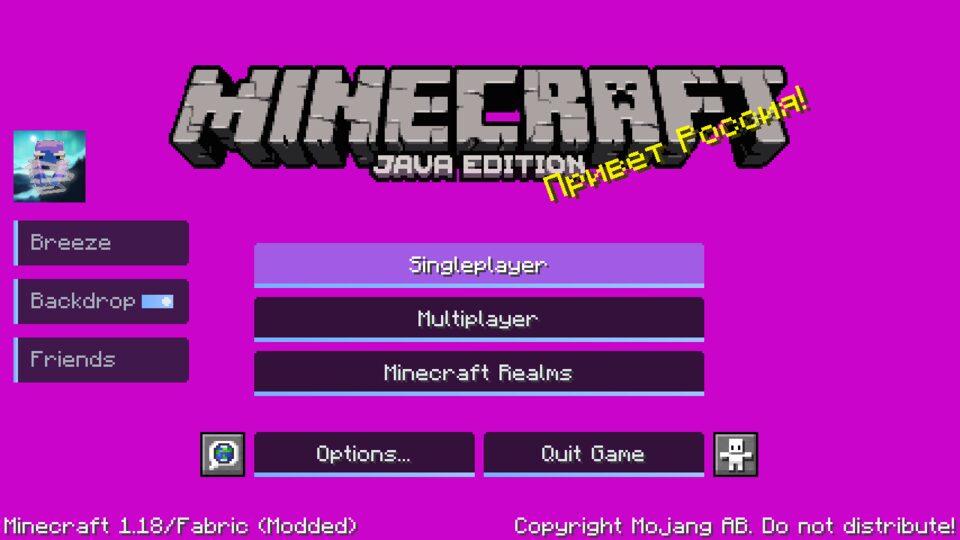 MINECRAFT
JAVA EDITION
Привет Россия!
Breeze
Backdrop
Friends
Singleplayer
Multiplayer
Minecraft Realms
Options...
Quit Game
Minecraft 1.18/Fabric (Modded)
Copyright Mojang AB. Do not distribute!